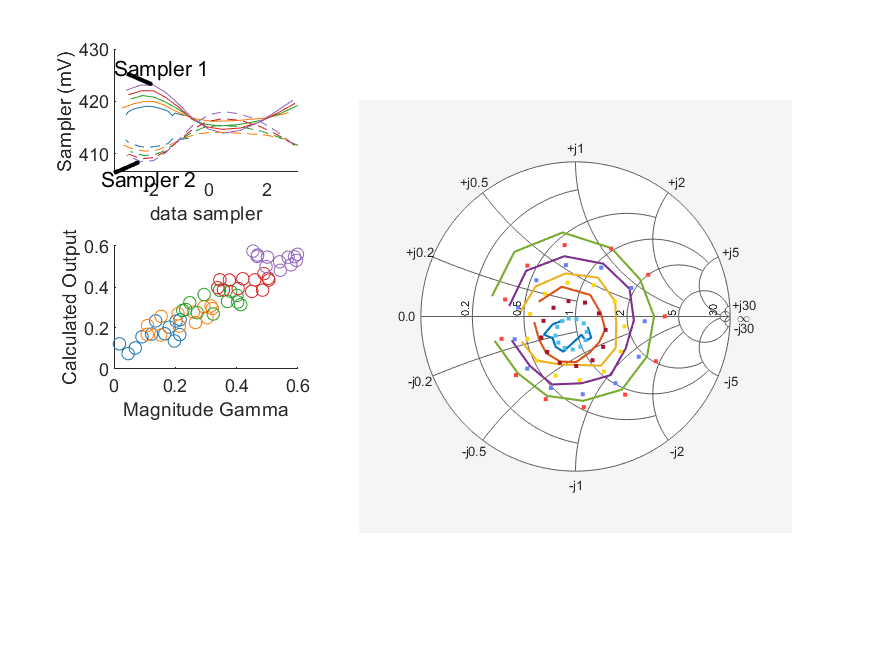 430
420
410
Sampler (mV)
Sampler 1
Sampler 2
-2
0
2
data sampler
0.6
0.4
0.2
0
Calculated Output
0
0.2
0.4
0.6
Magnitude Gamma
+j1
+j0.5
+j2
+j0.2
+j5
0.0
0.2
0.5
1
2
5
30
+j30
∞
-j30
-j0.2
-j5
-j0.5
-j2
-j1